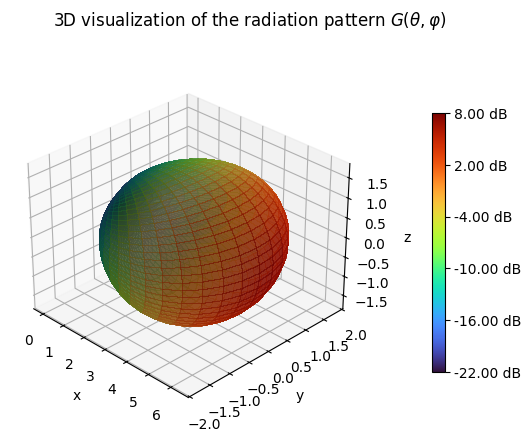 3D visualization of the radiation pattern G(θ, φ)
8.00 dB
2.00 dB
-4.00 dB
-10.00 dB
-16.00 dB
-22.00 dB
1.5
1.0
0.5
0.0
−0.5
−1.0
−1.5
z
0
1
2
3
4
5
6
x
−2.0
−1.5
−1.0
−0.5
0.0
0.5
1.0
1.5
2.0
y